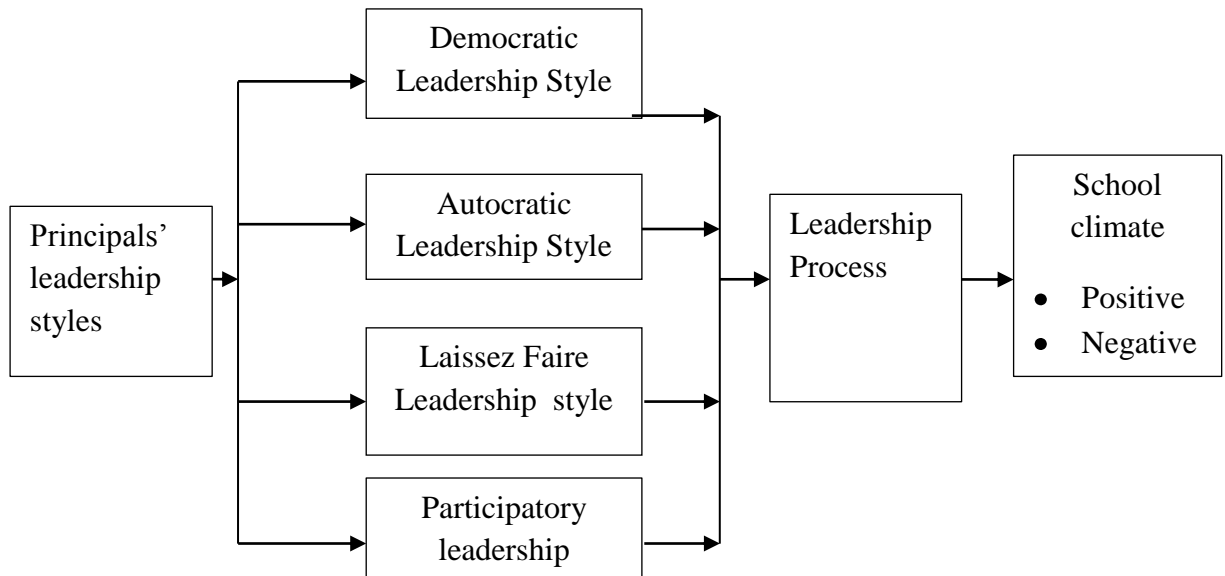 Democratic
Leadership Style
Autocratic
Leadership Style
Laissez Faire
Leadership style
Participatory
leadership
Principals’
leadership
styles
Leadership
Process
School
climate
● Positive
● Negative